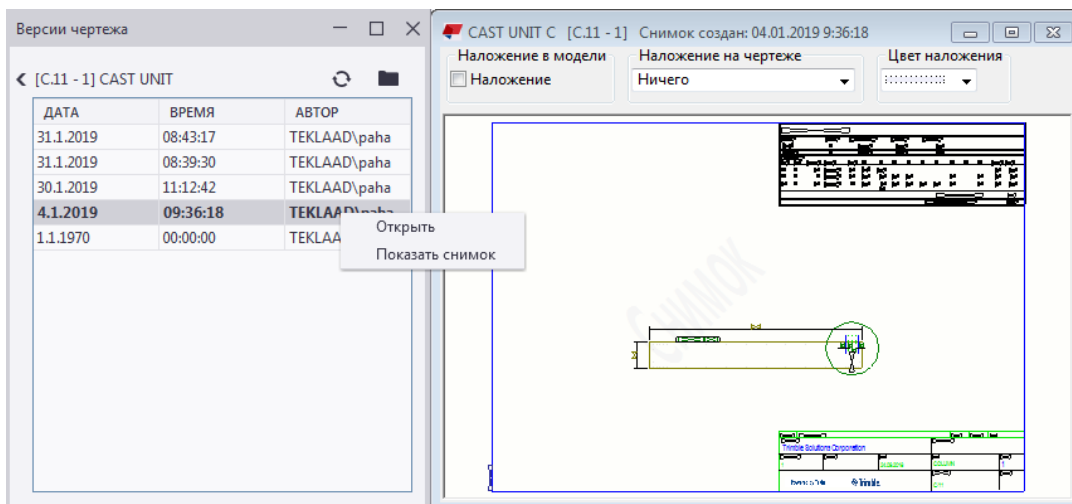 Версии чертежа
[C.11 - 1] CAST UNIT
ДАТА ВРЕМЯ АВТОР
31.1.2019 08:43:17 TEKLAAD\paha
31.1.2019 08:39:30 TEKLAAD\paha
30.1.2019 11:12:42 TEKLAAD\paha
4.1.2019 09:36:18 TEKLAAD\paha
1.1.1970 00:00:00 TEKLAA
Открыть
Показать снимок
CAST UNIT C [C.11 - 1] Снимок создан: 04.01.2019 9:36:18
Наложение в модели Наложение на чертеже Цвет наложения
Наложение Ничего
Снимок
Trimble Solutions Corporation
COLUMN
Trimble